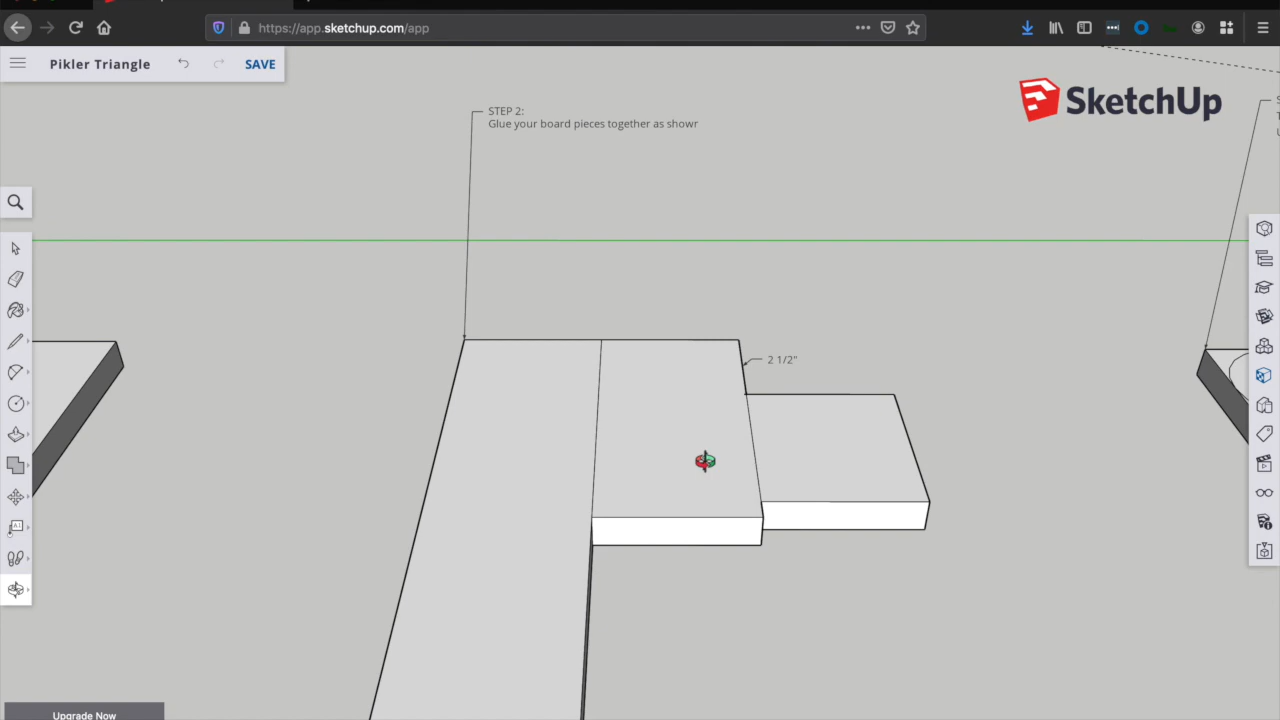 https://app.sketchup.com/app
Pikler Triangle
SAVE
SketchUp
STEP 2:
Glue your board pieces together as showr
2 1/2"
A1
Upgrade Now